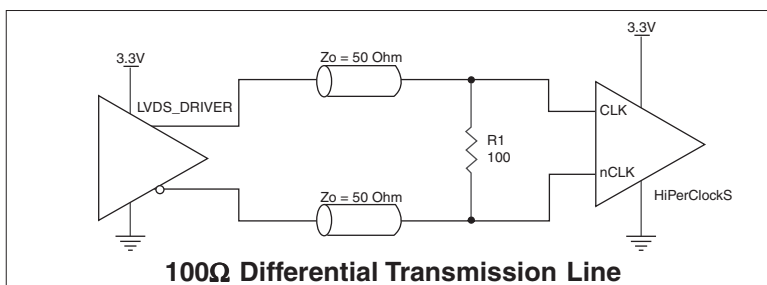 3.3V
3.3V
Zo = 50 Ohm
LVDS_DRIVER
CLK
R1
100
nCLK
Zo = 50 Ohm
HiPerClockS
100Ω Differential Transmission Line